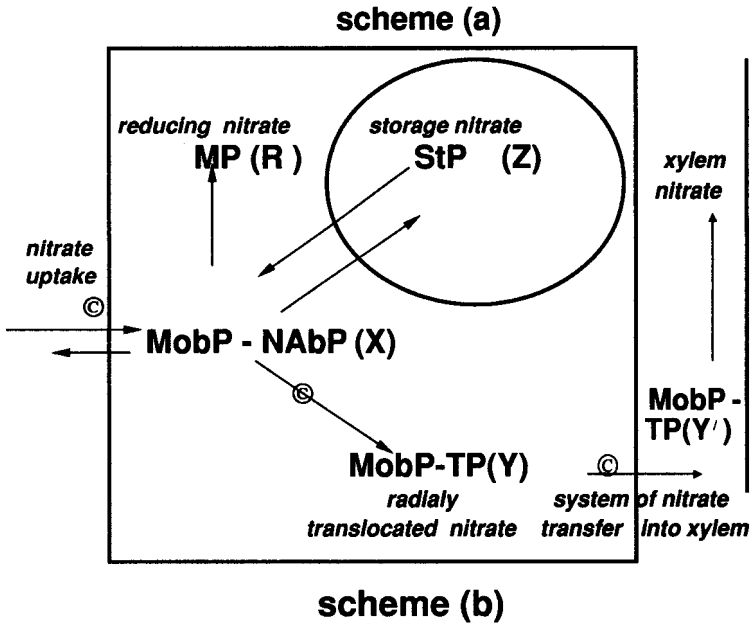 scheme (a)
reducing nitrate
MP (R )
storage nitrate
StP (Z)
xylem
nitrate
nitrate
uptake
©
MobP - NAbP (X)
©
MobP -
TP(Y/)
MobP-TP(Y)
©
radialy
translocated nitrate
system of nitrate
transfer into xylem
scheme (b)